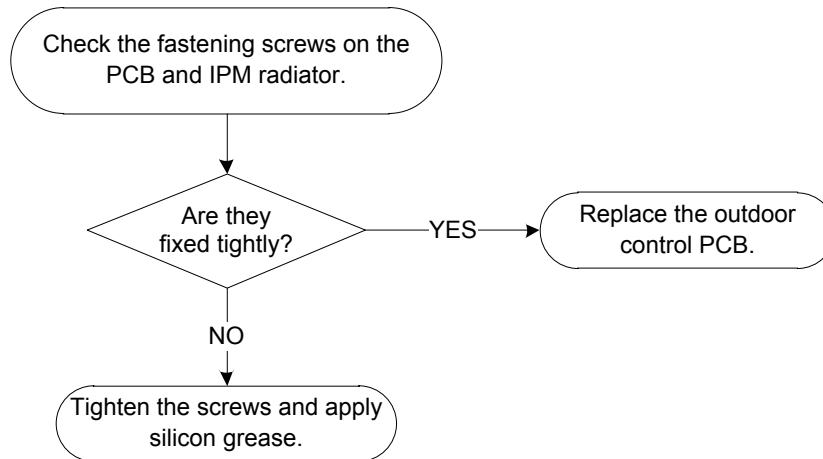 Check the fastening screws on the
PCB and IPM radiator.
Are they
fixed tightly?
YES
Replace the outdoor
control PCB.
NO
Tighten the screws and apply
silicon grease.